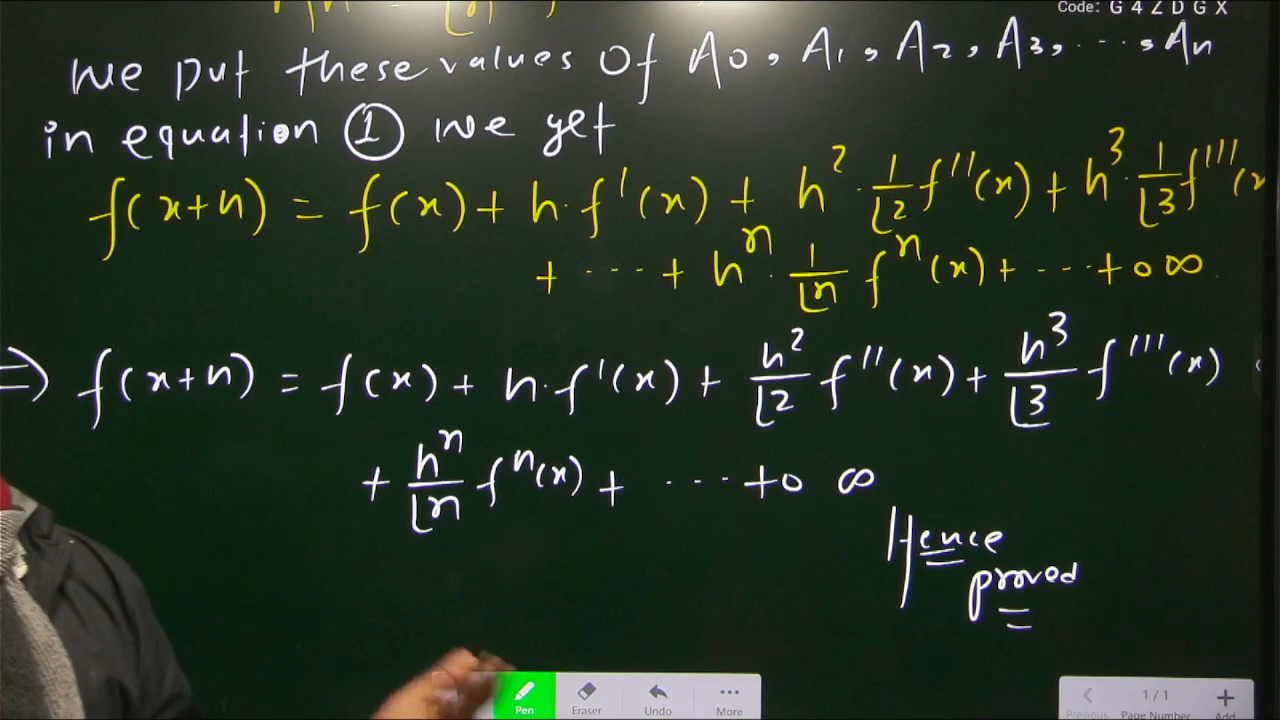 Code: G 4 Z D G X
we put these values of A₀, A₁, A₂, A₃, ..., Aₙ
in equation ① we get
f(x+h) = f(x) + h·f'(x) + h²·1/⌊2 f''(x) + h³·1/⌊3 f'''(x
+ ... + hⁿ·1/⌊n fⁿ(x) + ... to ∞
⇒ f(x+h) = f(x) + h·f'(x) + h²/⌊2 f''(x) + h³/⌊3 f'''(x)
+ hⁿ/⌊n fⁿ(x) + ... to ∞
Hence
proved
Pen Eraser Undo More
Previous 1/1 Page Number Add